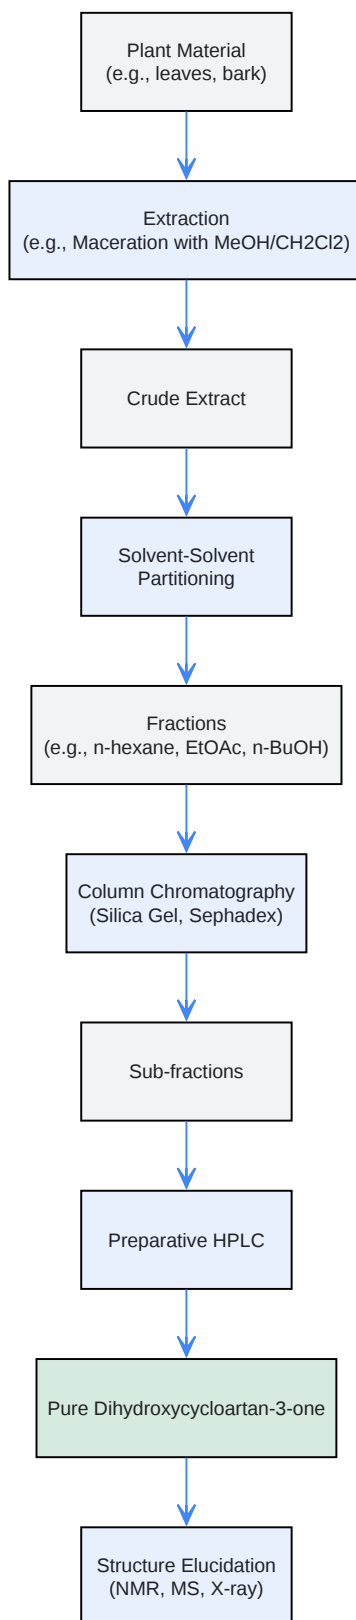 Plant Material
(e.g., leaves, bark)
Extraction
(e.g., Maceration with MeOH/CH2Cl2)
Crude Extract
Solvent-Solvent
Partitioning
Fractions
(e.g., n-hexane, EtOAc, n-BuOH)
Column Chromatography
(Silica Gel, Sephadex)
Sub-fractions
Preparative HPLC
Pure Dihydroxycycloartan-3-one
Structure Elucidation
(NMR, MS, X-ray)